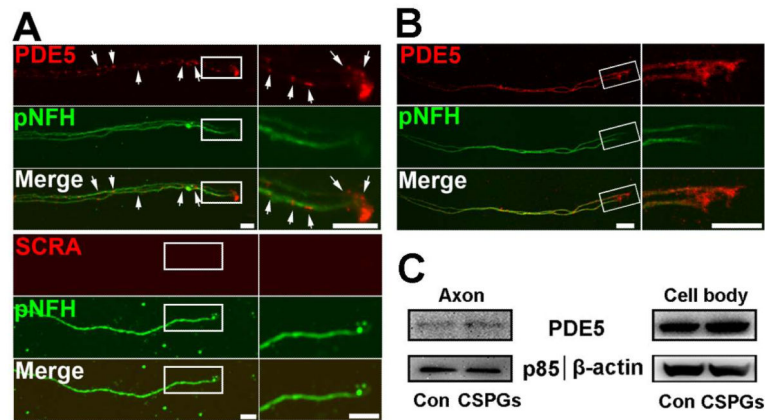 A
PDE5
pNFH
Merge
SCRA
pNFH
Merge
B
PDE5
pNFH
Merge
C
Axon
Cell body
PDE5
p85 | β-actin
Con CSPGs
Con CSPGs